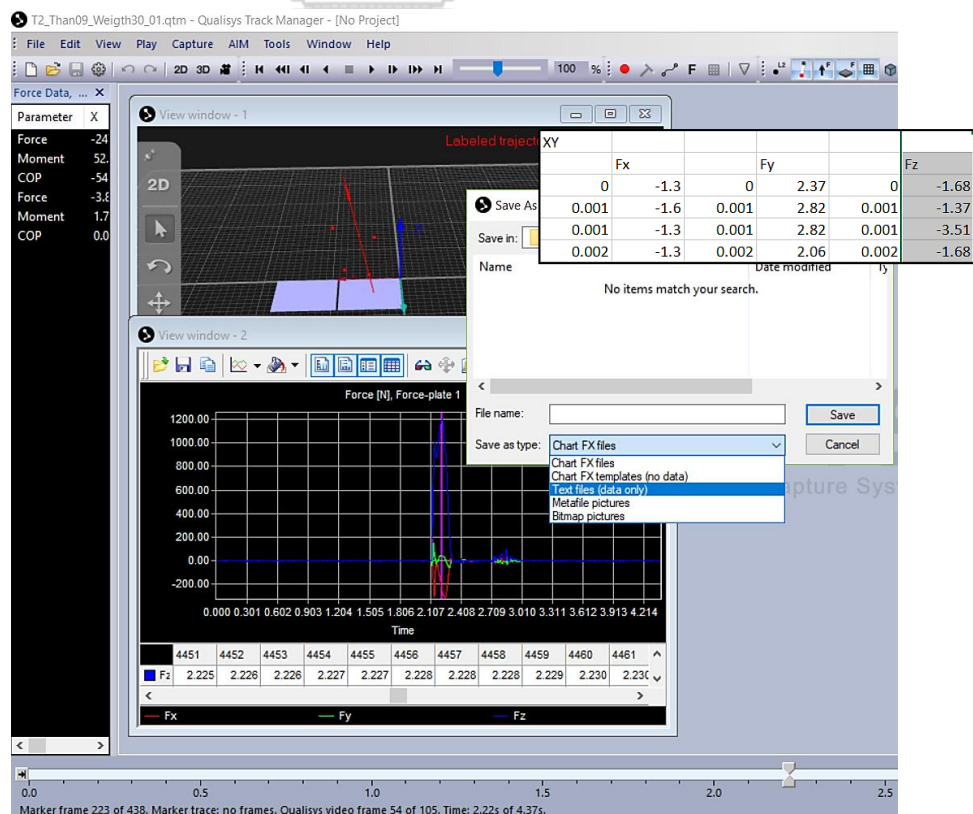 T2_Than09_Weigth30_01.qtm - Qualisys Track Manager - [No Project]
File Edit View Play Capture AIM Tools Window Help
2D 3D 100 % F
Force Data, ... X
Parameter X
Force -24
Moment 52.
COP -54
Force -3.8
Moment 1.7
COP 0.0
View window - 1
Labeled traject
2D
XY
Fx Fy Fz
0 -1.3 0 2.37 0 -1.68
0.001 -1.6 0.001 2.82 0.001 -1.37
0.001 -1.3 0.001 2.82 0.001 -3.51
0.002 -1.3 0.002 2.06 0.002 -1.68
Save As
Save in:
Name Date modified Ty
No items match your search.
File name: Save
Save as type: Chart FX files Cancel
Chart FX files
Chart FX templates (no data)
Text files (data only)
Metafile pictures
Bitmap pictures
apture Sys
View window - 2
Force [N], Force-plate 1
1200.00
1000.00
800.00
600.00
400.00
200.00
0.00
-200.00
0.000 0.301 0.602 0.903 1.204 1.505 1.806 2.107 2.408 2.709 3.010 3.311 3.612 3.913 4.214
Time
4451 4452 4453 4454 4455 4456 4457 4458 4459 4460 4461
Fz 2.225 2.226 2.226 2.227 2.227 2.228 2.228 2.228 2.229 2.230 2.230
Fx Fy Fz
0.0 0.5 1.0 1.5 2.0 2.5
Marker frame 223 of 438. Marker trace: no frames. Qualisys video frame 54 of 105. Time: 2.22s of 4.37s.